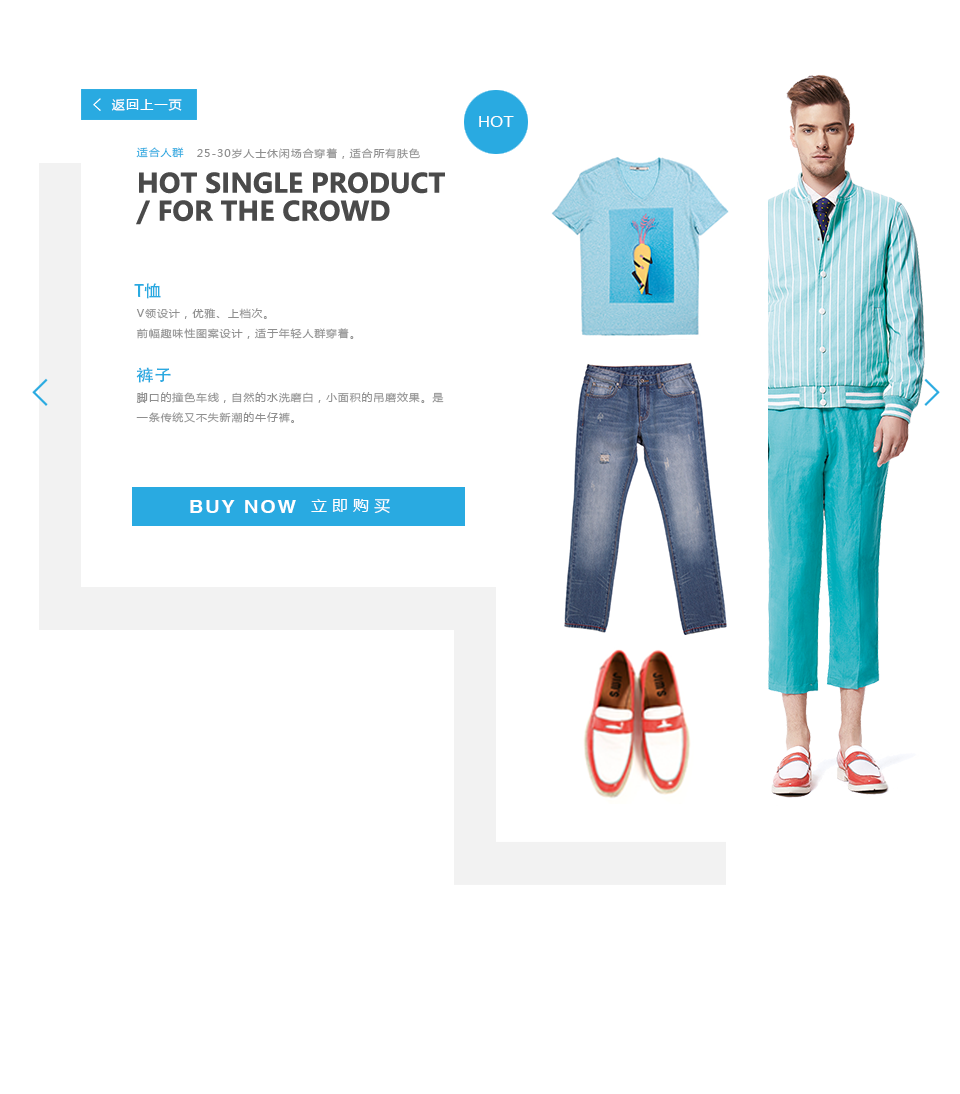 返回上一页
HOT
适合人群 25-30岁人士休闲场合穿着，适合所有肤色
HOT SINGLE PRODUCT
/ FOR THE CROWD
T恤
V领设计，优雅、上档次。
前幅趣味性图案设计，适于年轻人群穿着。
裤子
脚口的撞色车线，自然的水洗磨白，小面积的吊磨效果。是
一条传统又不失新潮的牛仔裤。
BUY NOW 立即购买
JIM'S
JIM'S